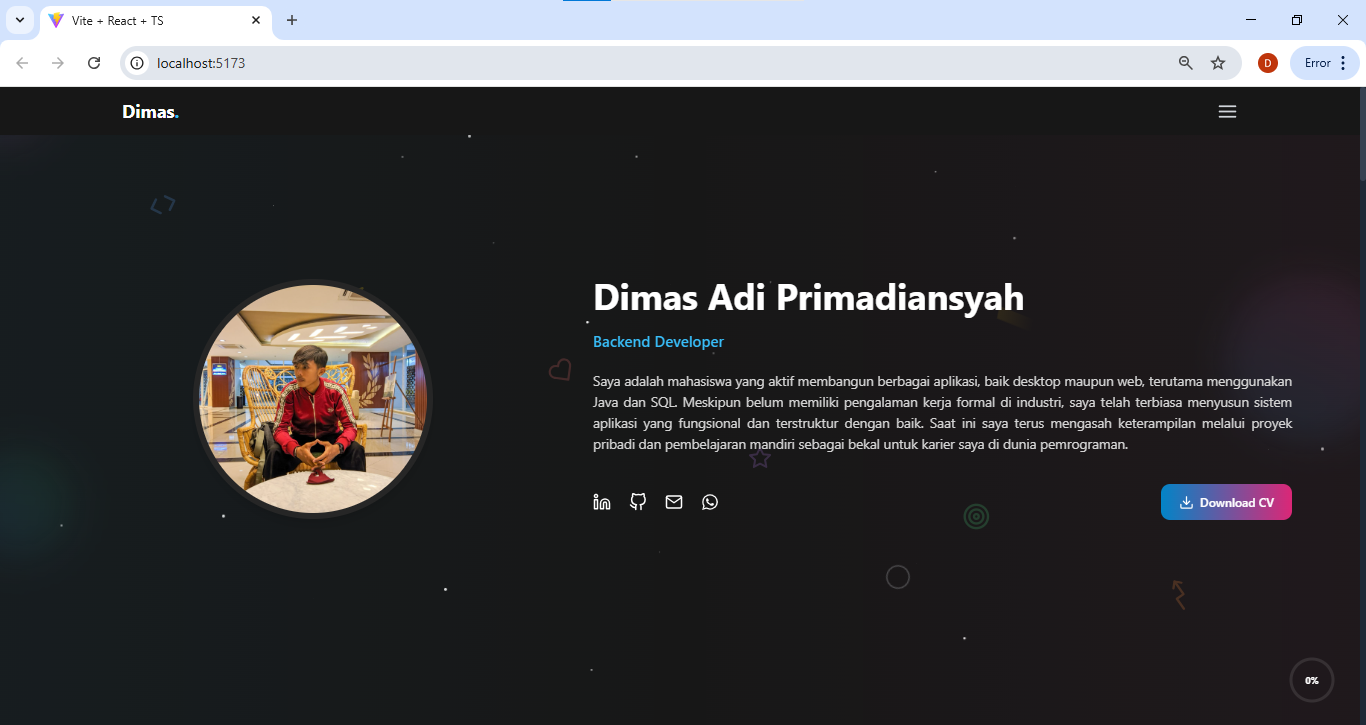 Vite + React + TS
localhost:5173
D
Error
Dimas.
Dimas Adi Primadiansyah
Backend Developer
Saya adalah mahasiswa yang aktif membangun berbagai aplikasi, baik desktop maupun web, terutama menggunakan
Java dan SQL. Meskipun belum memiliki pengalaman kerja formal di industri, saya telah terbiasa menyusun sistem
aplikasi yang fungsional dan terstruktur dengan baik. Saat ini saya terus mengasah keterampilan melalui proyek
pribadi dan pembelajaran mandiri sebagai bekal untuk karier saya di dunia pemrograman.
Download CV
0%